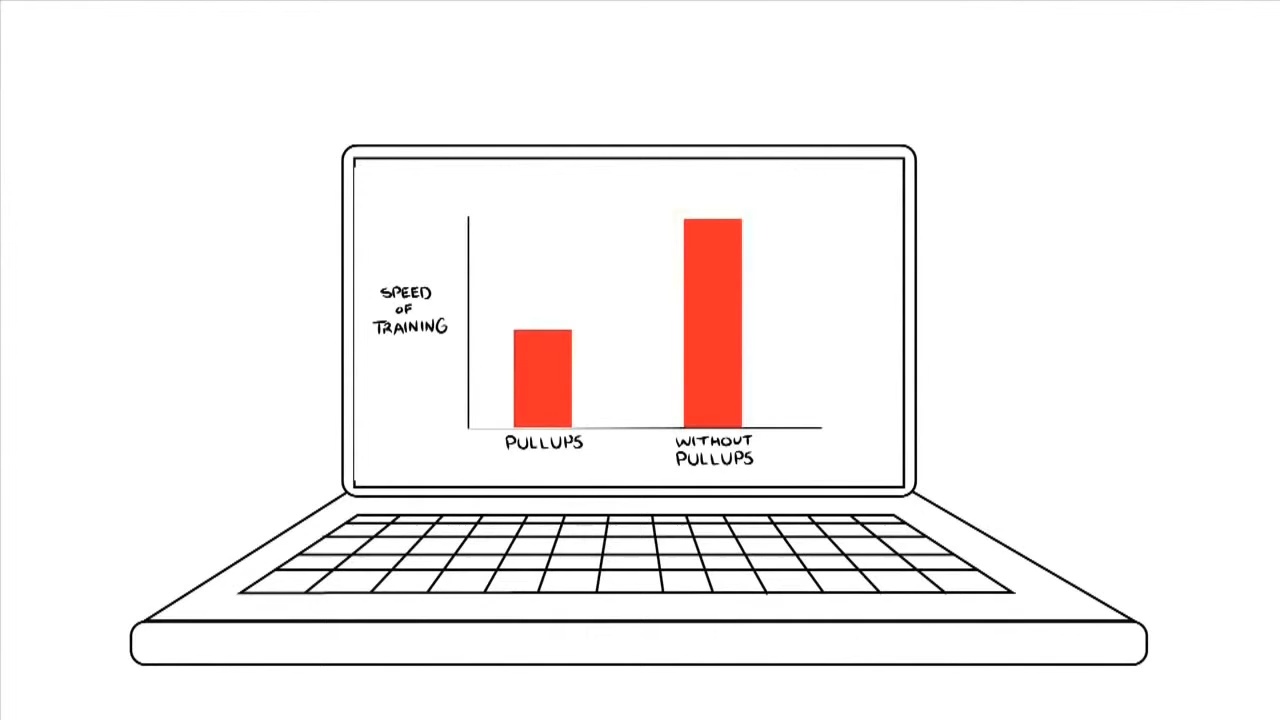 SPEED
OF
TRAINING
PULLUPS
WITHOUT
PULLUPS